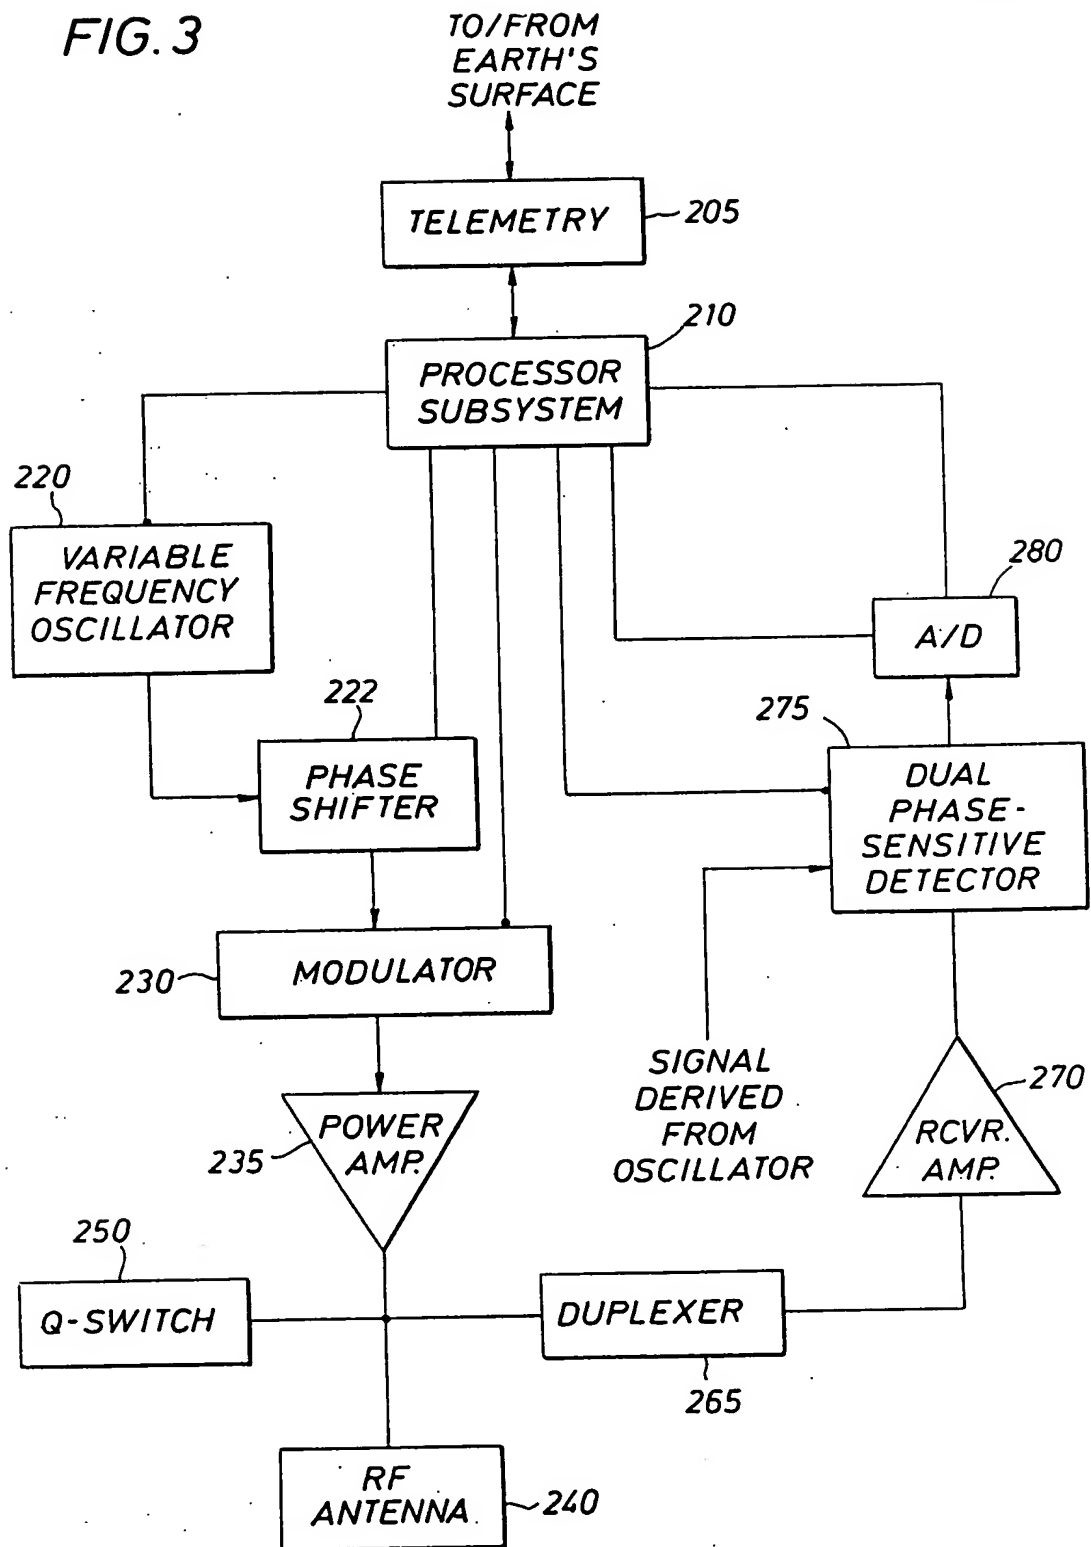 FIG. 3
TO/FROM
EARTH'S
SURFACE
TELEMETRY
205
210
PROCESSOR
SUBSYSTEM
220
VARIABLE
FREQUENCY
OSCILLATOR
280
A/D
222
PHASE
SHIFTER
275
DUAL
PHASE-
SENSITIVE
DETECTOR
230
MODULATOR
SIGNAL
DERIVED
FROM
OSCILLATOR
270
RCVR.
AMP.
POWER
AMP.
235
250
Q-SWITCH
DUPLEXER
265
RF
ANTENNA
240